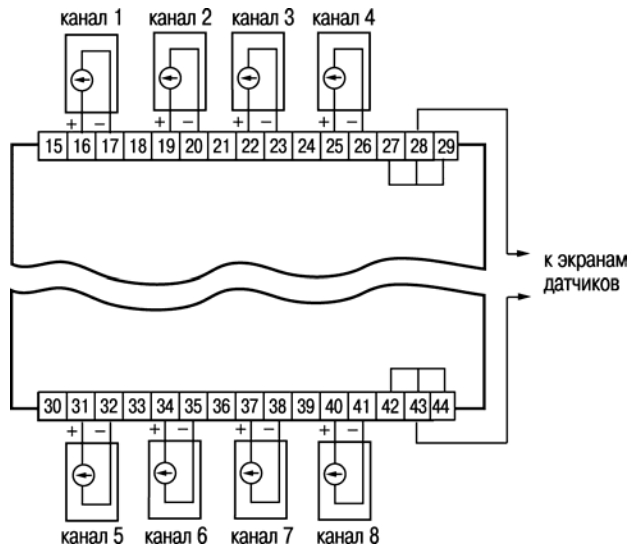 канал 1 канал 2 канал 3 канал 4
+ − + − + − + −
15 16 17 18 19 20 21 22 23 24 25 26 27 28 29
к экранам
датчиков
30 31 32 33 34 35 36 37 38 39 40 41 42 43 44
+ − + − + − + −
канал 5 канал 6 канал 7 канал 8